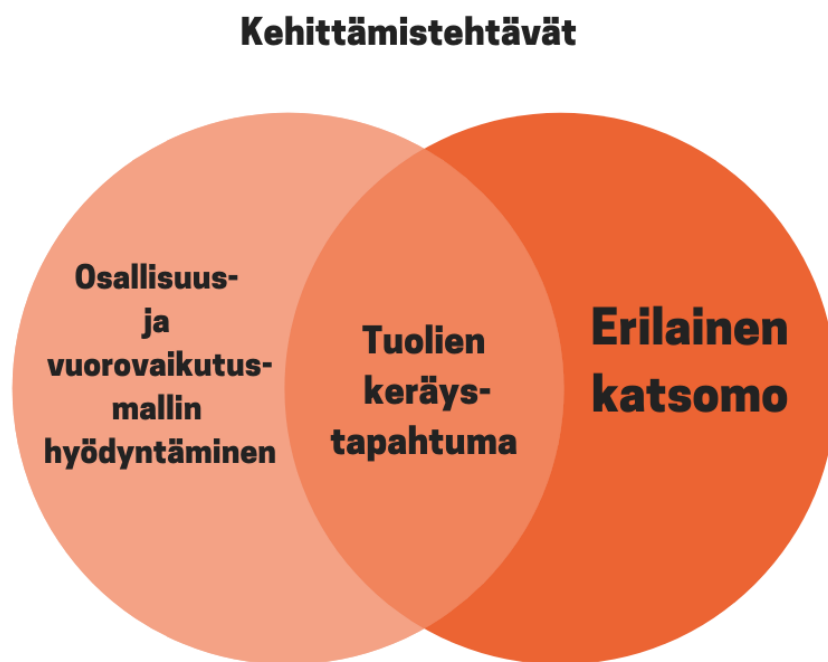 Kehittämistehtävät
Osallisuus-
ja
vuorovaikutus-
mallin
hyödyntäminen
Tuolien
keräys-
tapahtuma
Erilainen
katsomo